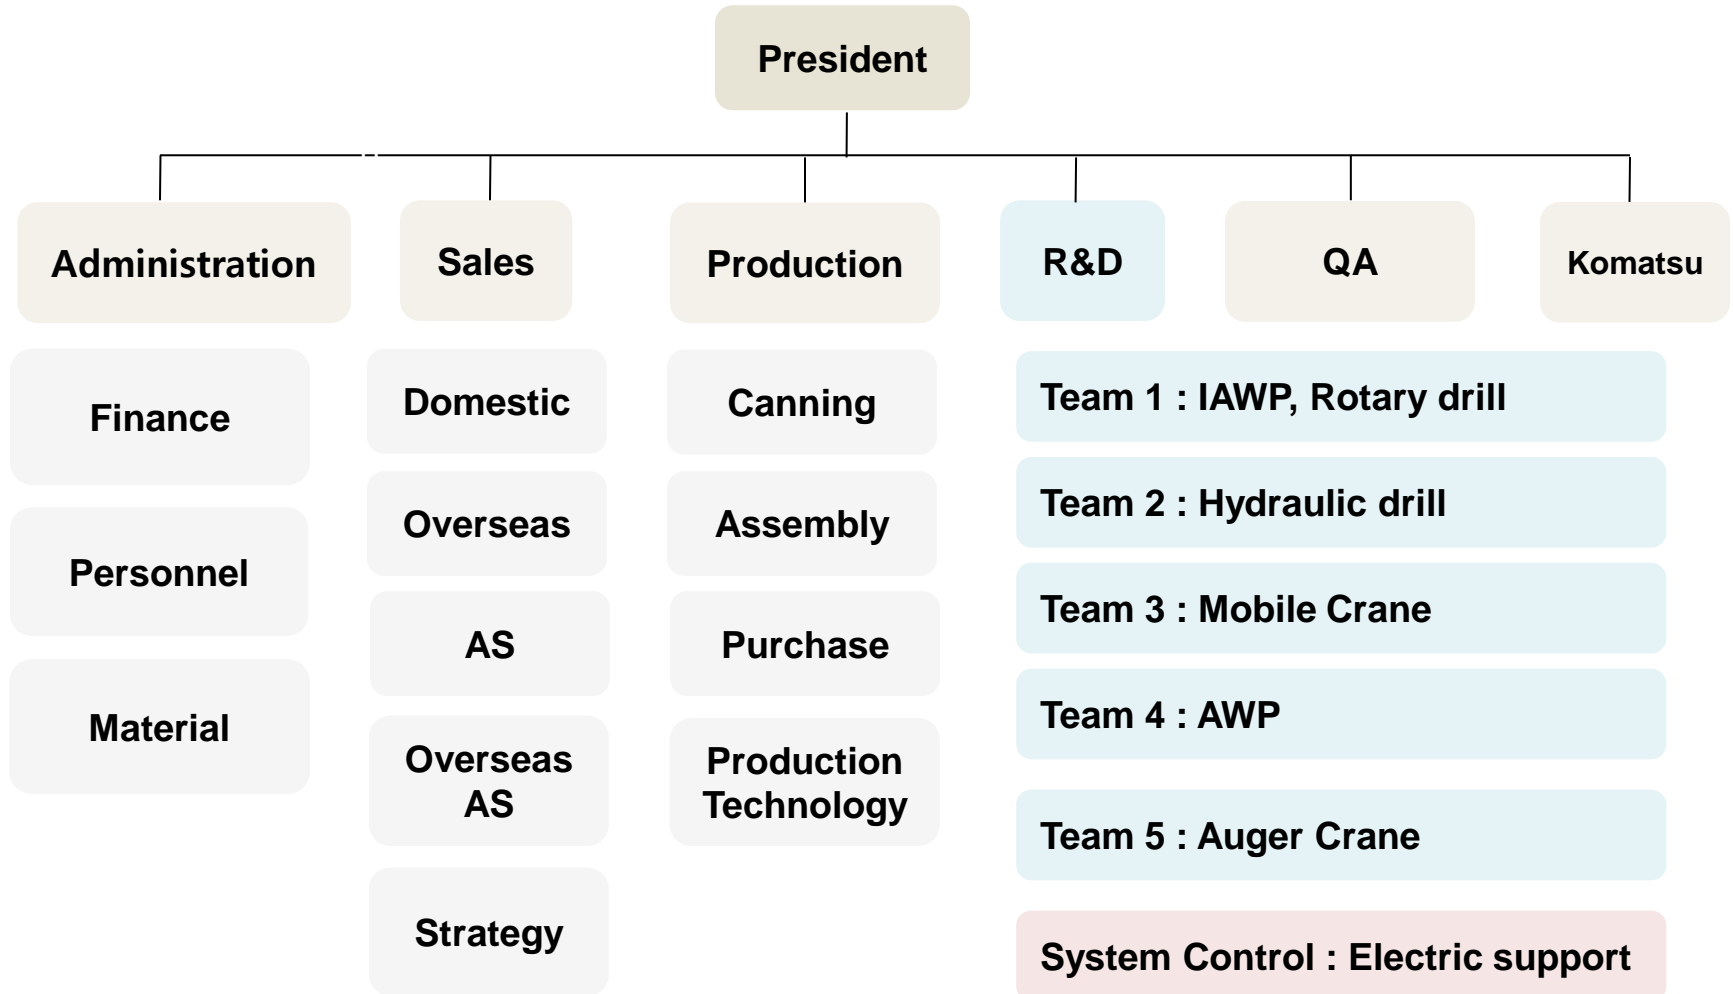 President
Administration
Sales
Production
R&D
QA
Komatsu
Finance
Personnel
Material
Domestic
Overseas
AS
Overseas
AS
Strategy
Canning
Assembly
Purchase
Production
Technology
Team 1 : IAWP, Rotary drill
Team 2 : Hydraulic drill
Team 3 : Mobile Crane
Team 4 : AWP
Team 5 : Auger Crane
System Control : Electric support